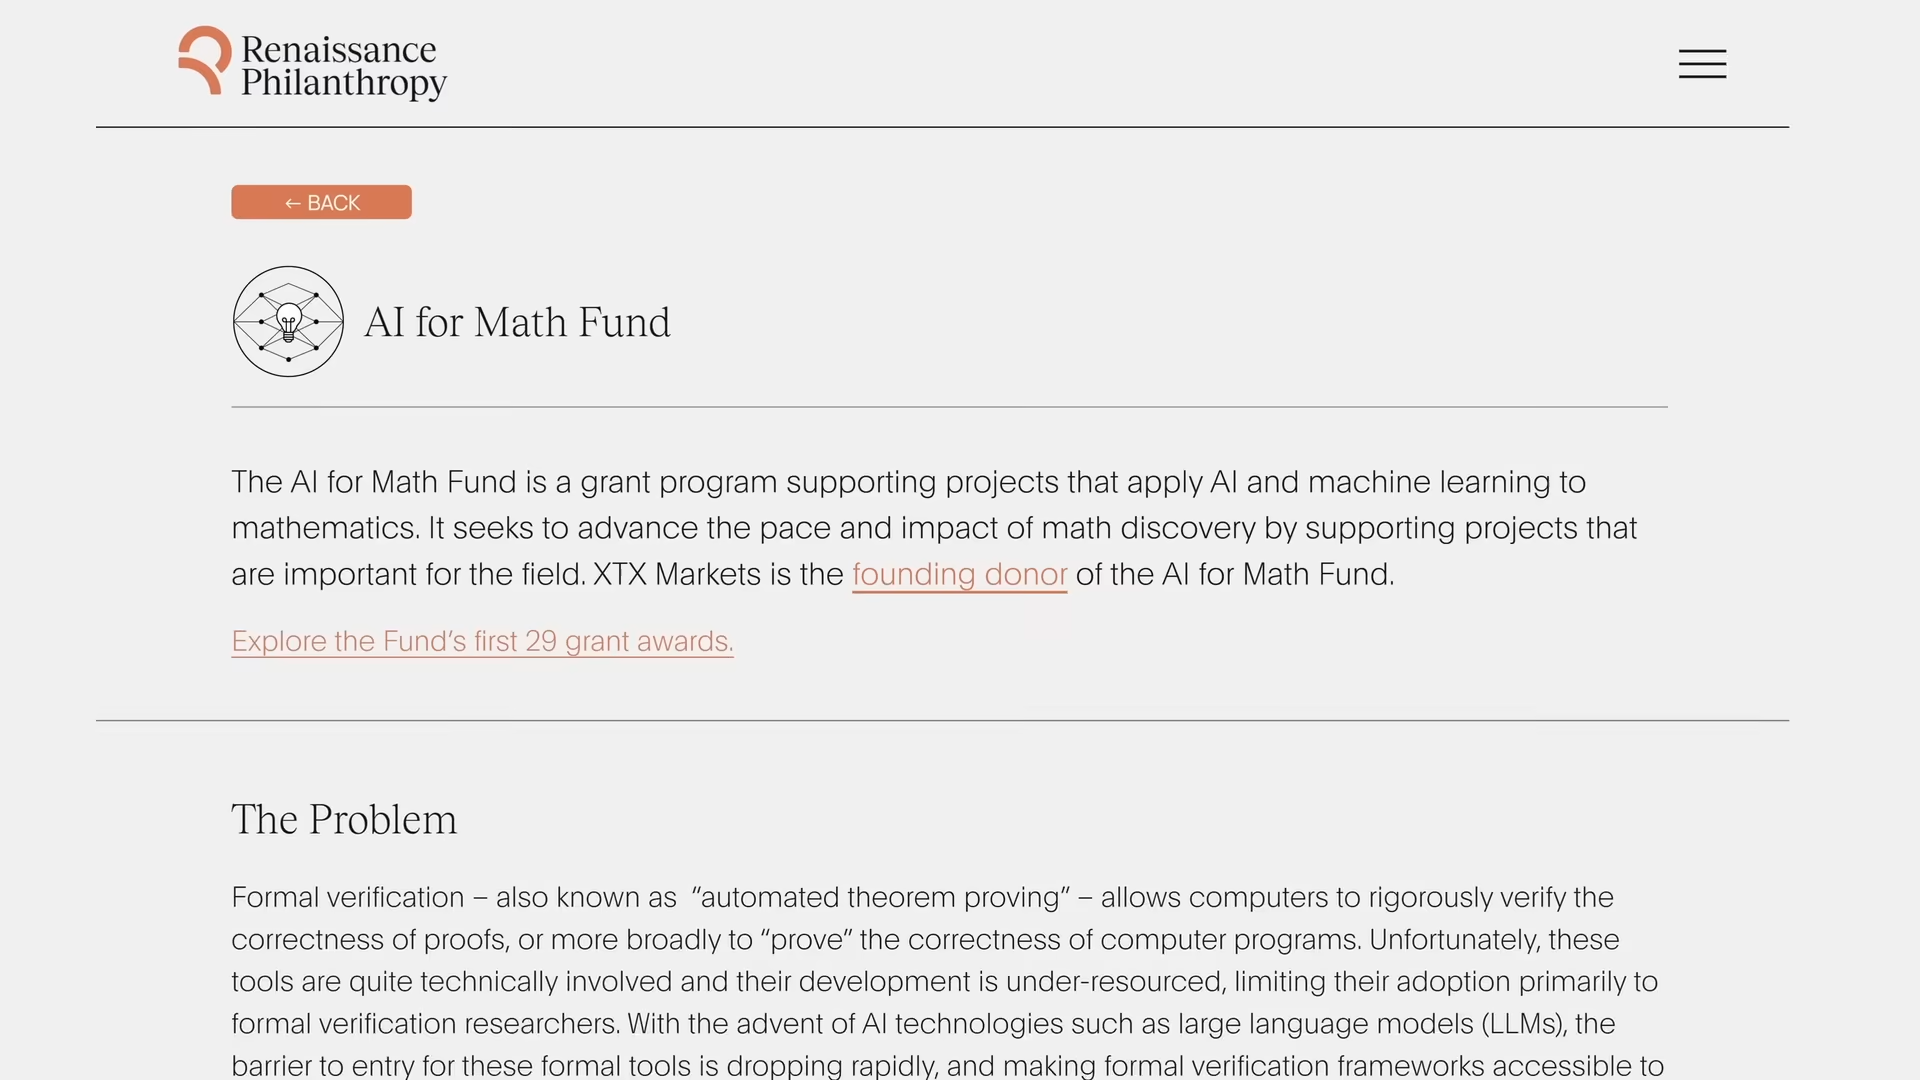 Renaissance
Philanthropy
← BACK
AI for Math Fund
The AI for Math Fund is a grant program supporting projects that apply AI and machine learning to
mathematics. It seeks to advance the pace and impact of math discovery by supporting projects that
are important for the field. XTX Markets is the founding donor of the AI for Math Fund.
Explore the Fund’s first 29 grant awards.
The Problem
Formal verification – also known as  “automated theorem proving” – allows computers to rigorously verify the
correctness of proofs, or more broadly to “prove” the correctness of computer programs. Unfortunately, these
tools are quite technically involved and their development is under-resourced, limiting their adoption primarily to
formal verification researchers. With the advent of AI technologies such as large language models (LLMs), the
barrier to entry for these formal tools is dropping rapidly, and making formal verification frameworks accessible to